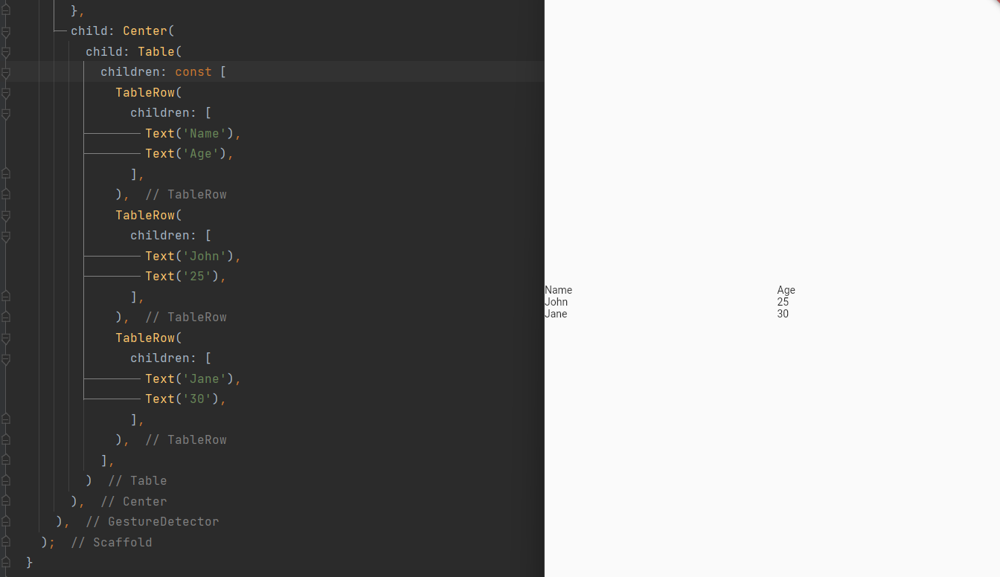 },
child: Center(
child: Table(
children: const [
TableRow(
children: [
Text('Name'),
Text('Age'),
],
), // TableRow
TableRow(
children: [
Text('John'),
Text('25'),
],
), // TableRow
TableRow(
children: [
Text('Jane'),
Text('30'),
],
), // TableRow
],
) // Table
), // Center
), // GestureDetector
); // Scaffold
}
Name Age
John 25
Jane 30